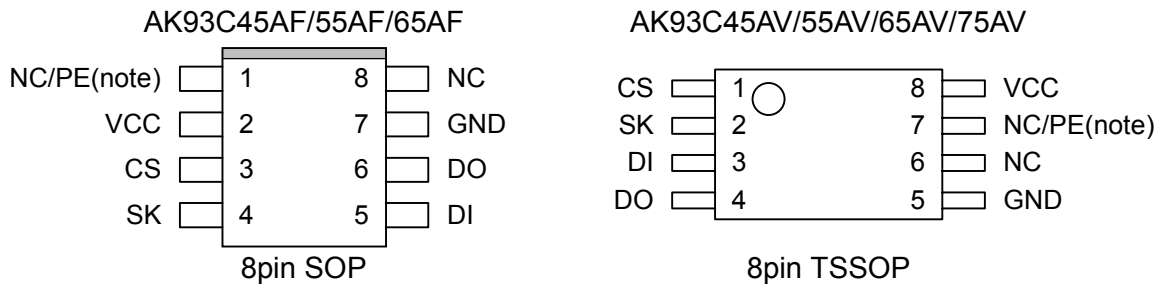 AK93C45AF/55AF/65AF
NC/PE(note) 1 8 NC
VCC 2 7 GND
CS 3 6 DO
SK 4 5 DI
8pin SOP
AK93C45AV/55AV/65AV/75AV
CS 1 8 VCC
SK 2 7 NC/PE(note)
DI 3 6 NC
DO 4 5 GND
8pin TSSOP